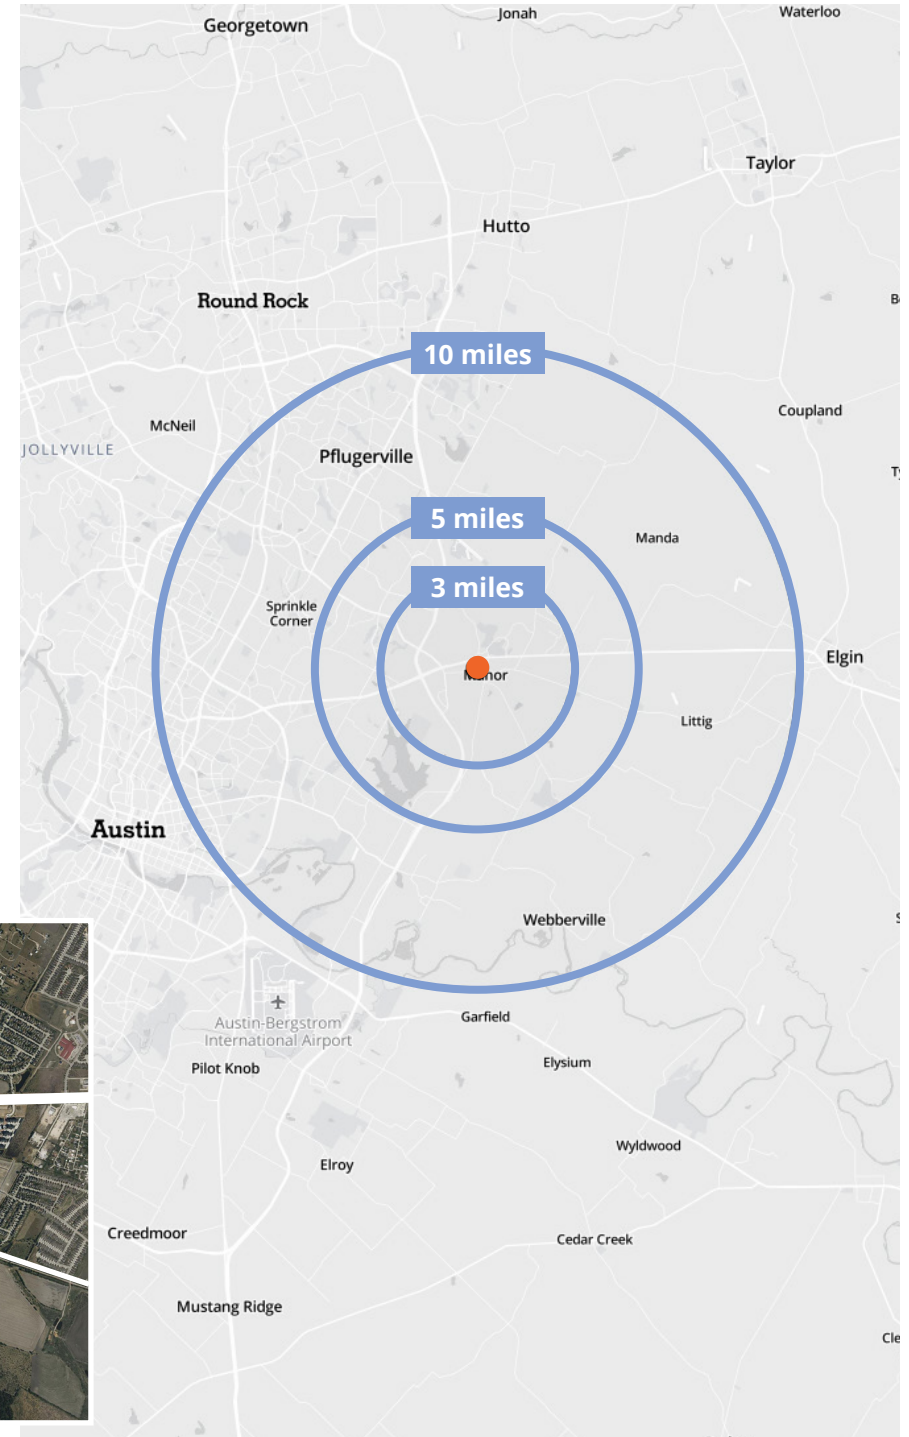 Jonah
Waterloo
Georgetown
Taylor
Hutto
Round Rock
10 miles
Coupland
McNeil
JOLLYVILLE
Pflugerville
5 miles
Manda
3 miles
Sprinkle
Corner
Elgin
Manor
Littig
Austin
Webberville
Garfield
Austin-Bergstrom
International Airport
Elysium
Pilot Knob
Wyldwood
Elroy
Creedmoor
Cedar Creek
Mustang Ridge